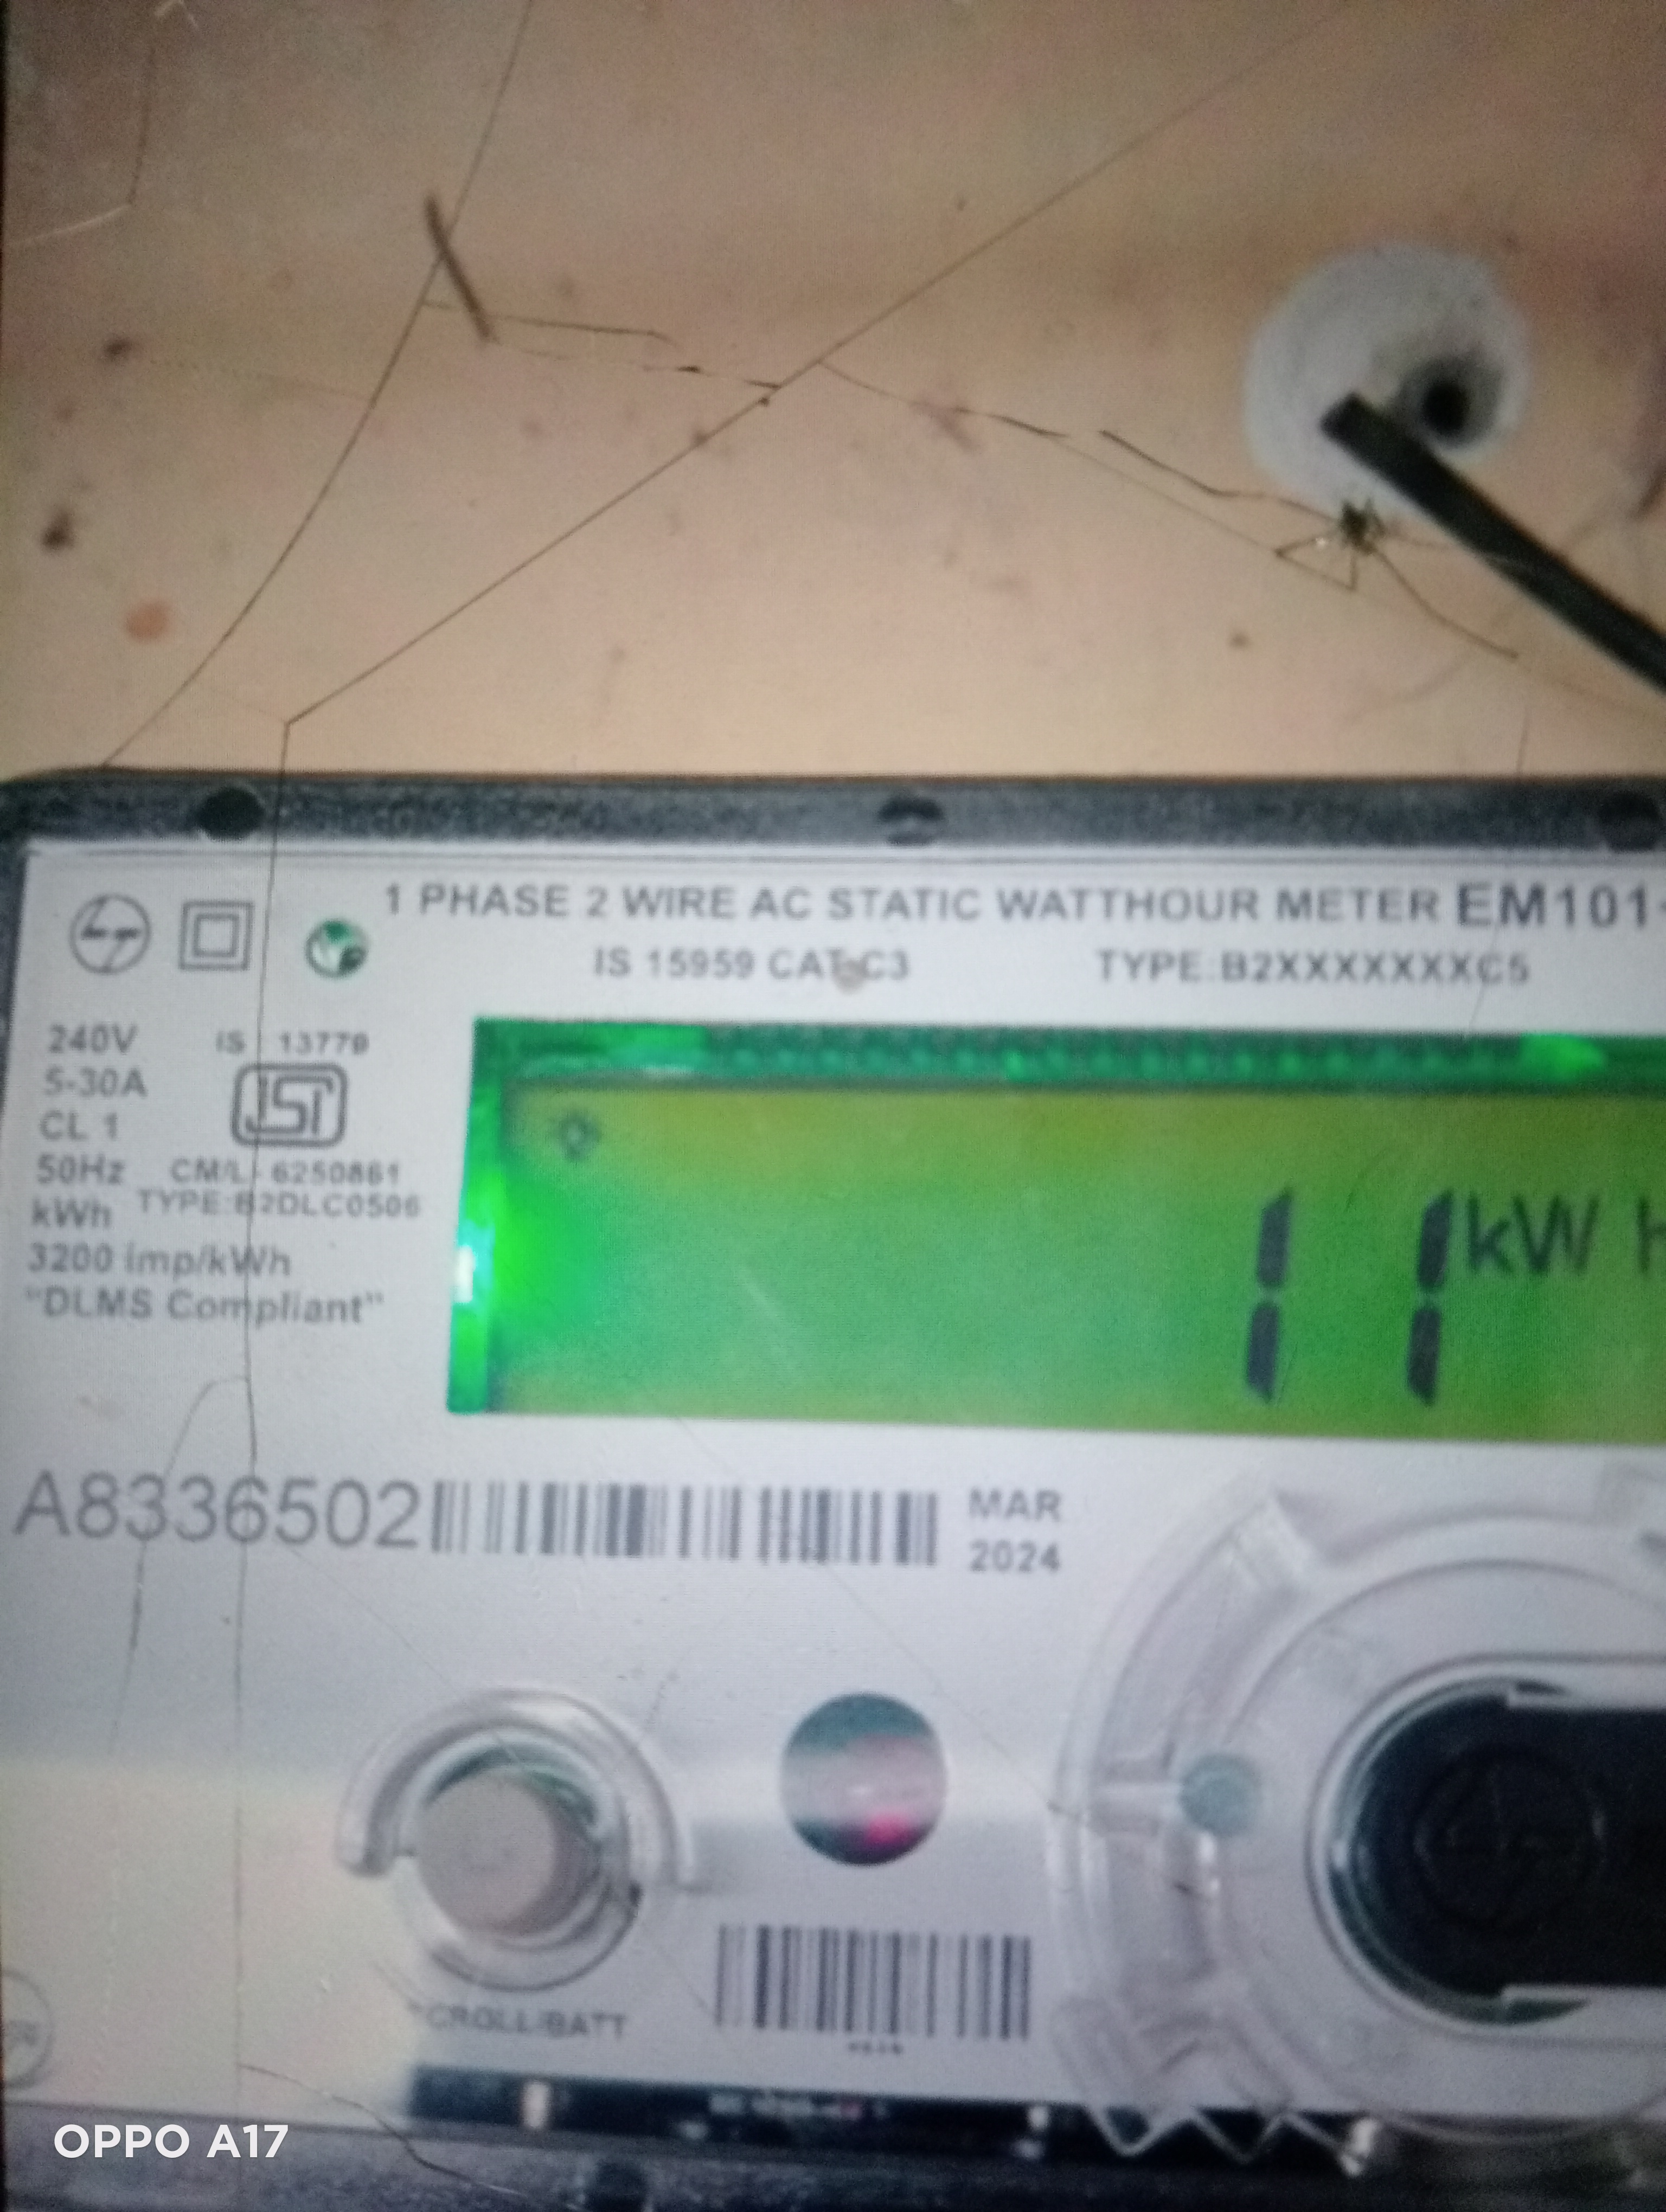 1 PHASE 2 WIRE AC STATIC WATTHOUR METER EM101
IS 15959 CAT C3 TYPE:B2XXXXXXXC5
240V
5-30A
CL 1
50Hz
kWh
3200 imp/kWh
"DLMS Compliant"
IS 13779
ISI
CM/L- 6250861
TYPE:B2DLC0506
11 kW
A8336502
MAR
2024
CROLL/BATT
OPPO A17